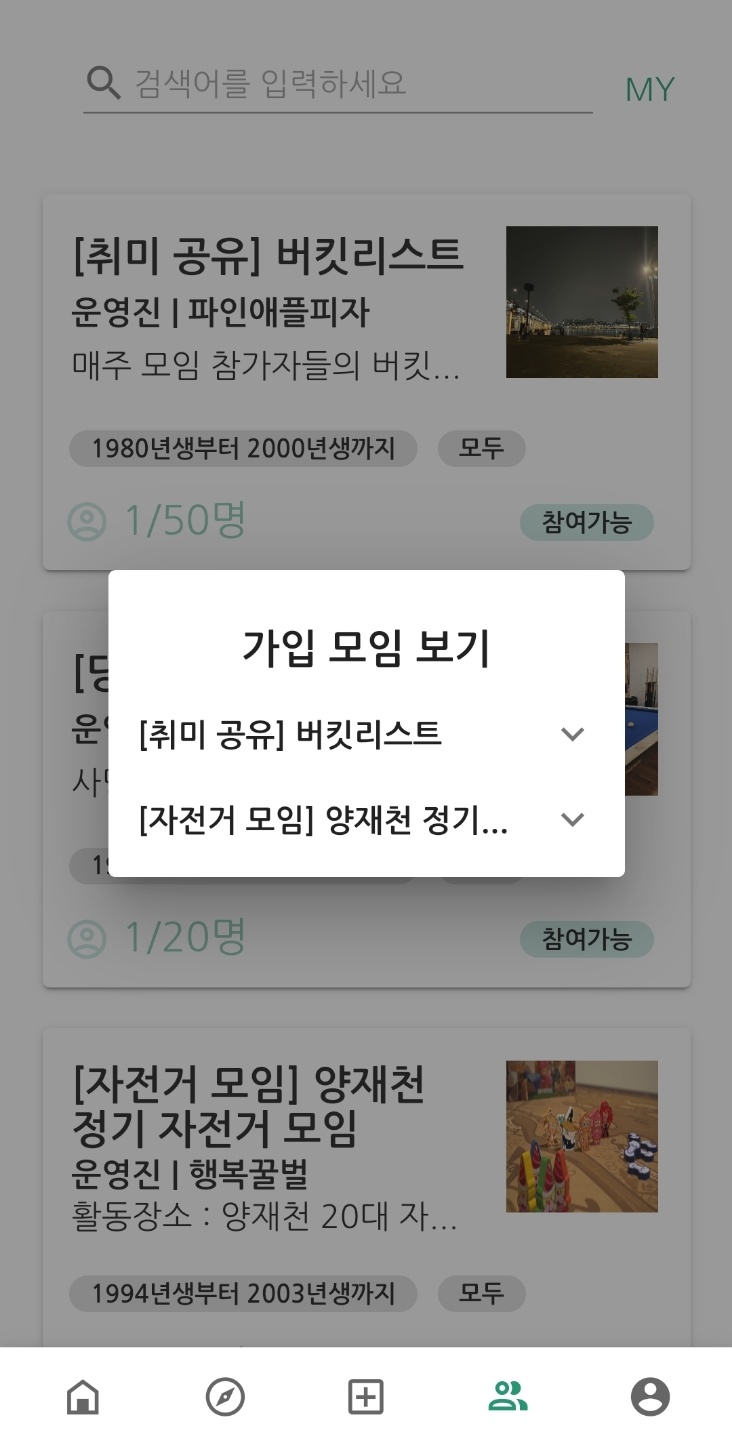 검색어를 입력하세요
MY
[취미 공유] 버킷리스트
운영진 | 파인애플피자
매주 모임 참가자들의 버킷...
1980년생부터 2000년생까지
모두
1/50명
참여가능
가입 모임 보기
[취미 공유] 버킷리스트
[자전거 모임] 양재천 정기...
1/20명
참여가능
[자전거 모임] 양재천
정기 자전거 모임
운영진 | 행복꿀벌
활동장소 : 양재천 20대 자...
1994년생부터 2003년생까지
모두